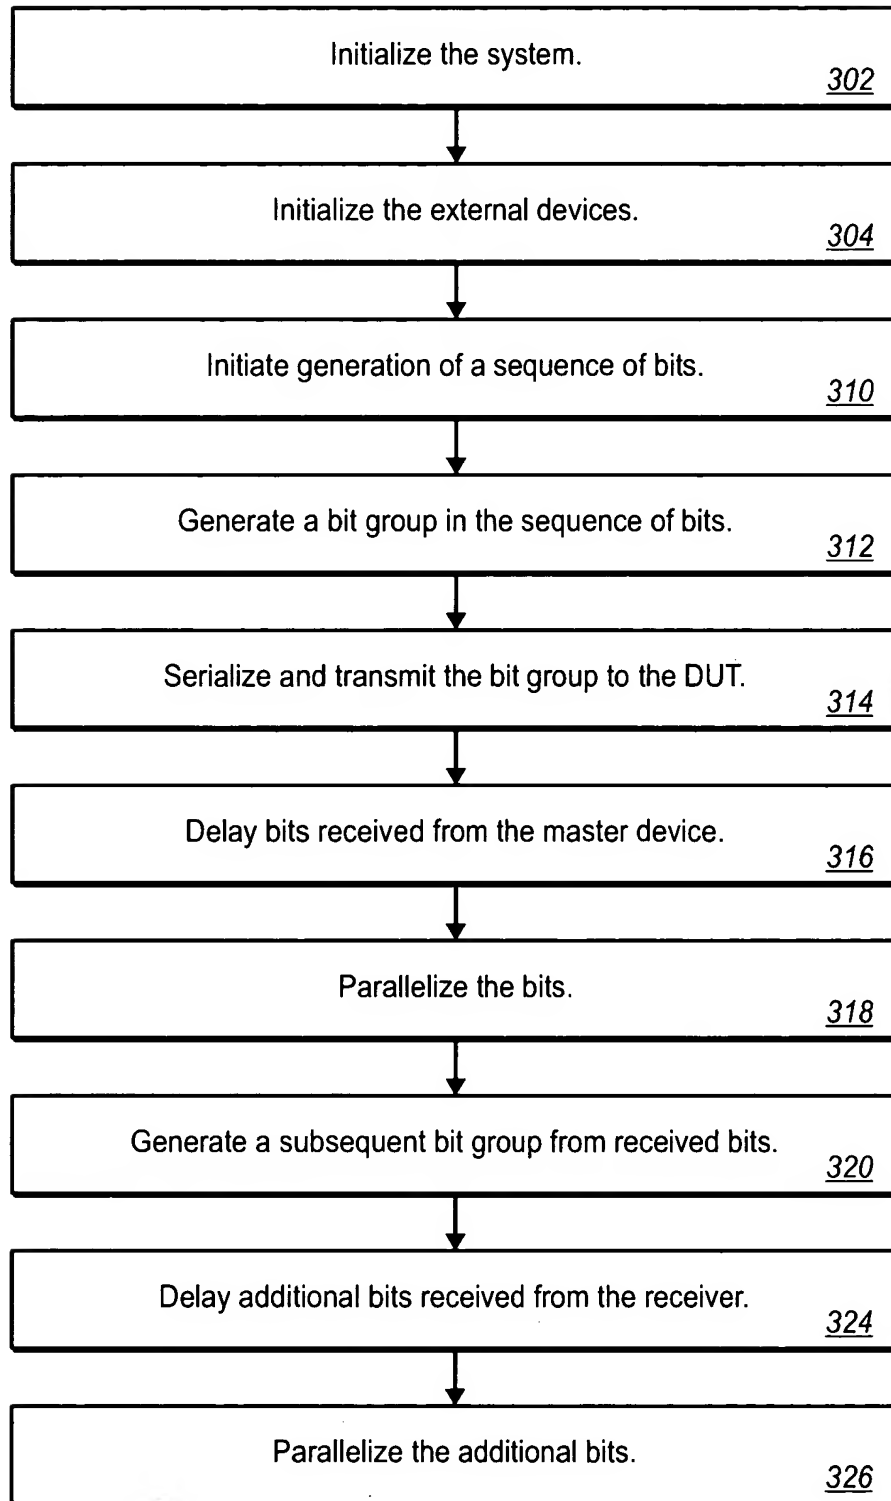 Initialize the system.
302
Initialize the external devices.
304
Initiate generation of a sequence of bits.
310
Generate a bit group in the sequence of bits.
312
Serialize and transmit the bit group to the DUT.
314
Delay bits received from the master device.
316
Parallelize the bits.
318
Generate a subsequent bit group from received bits.
320
Delay additional bits received from the receiver.
324
Parallelize the additional bits.
326